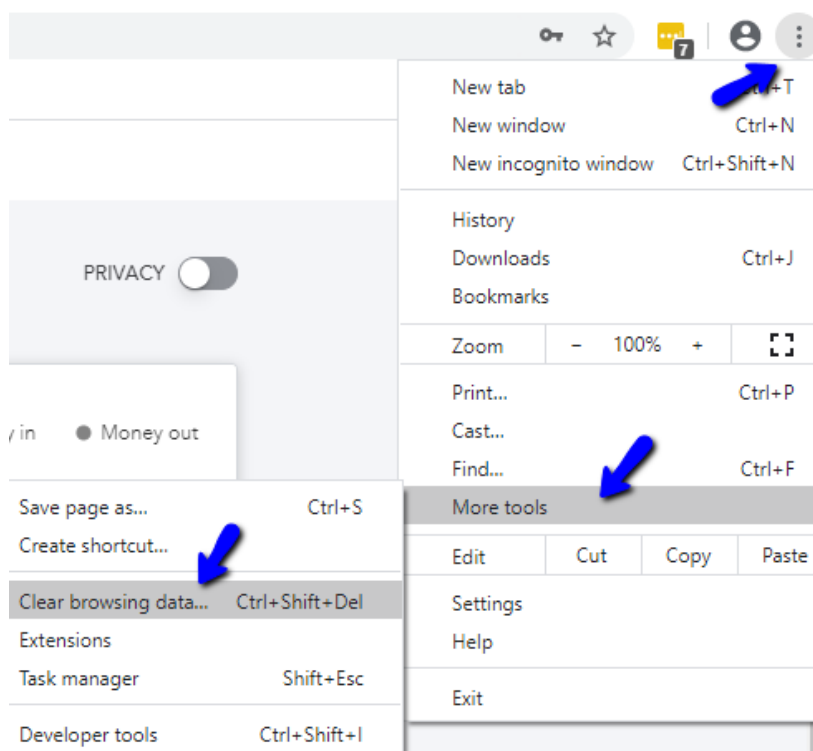 7
New tab Ctrl+T
New window Ctrl+N
New incognito window Ctrl+Shift+N
History
Downloads Ctrl+J
Bookmarks
PRIVACY
Zoom - 100% +
Print... Ctrl+P
Cast...
Find... Ctrl+F
More tools
Edit Cut Copy Paste
Settings
Help
Exit
y in Money out
Save page as... Ctrl+S
Create shortcut...
Clear browsing data... Ctrl+Shift+Del
Extensions
Task manager Shift+Esc
Developer tools Ctrl+Shift+I